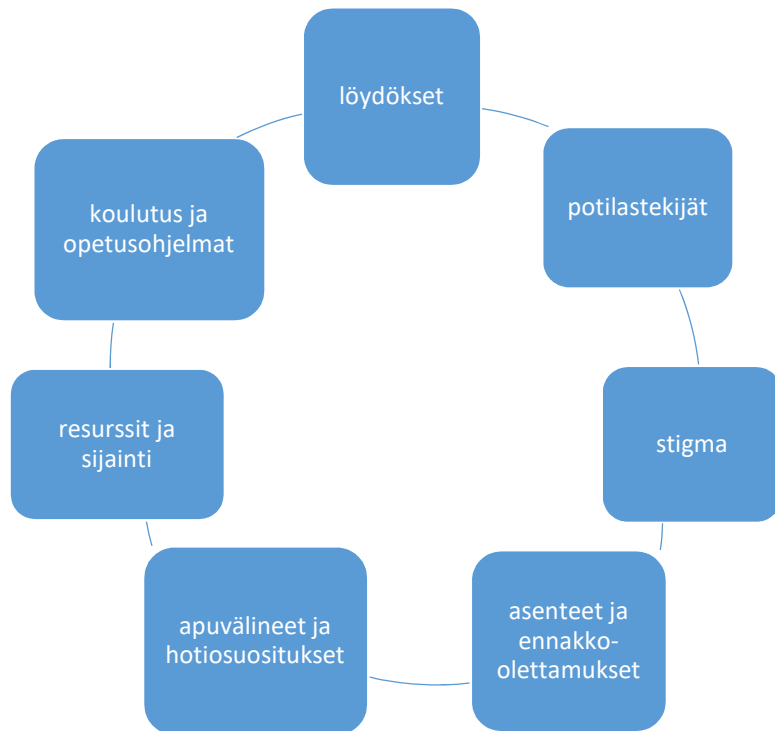 löydökset
potilastekijät
stigma
asenteet ja
ennakko-
olettamukset
apuvälineet ja
hotiosuositukset
resurssit ja
sijainti
koulutus ja
opetusohjelmat